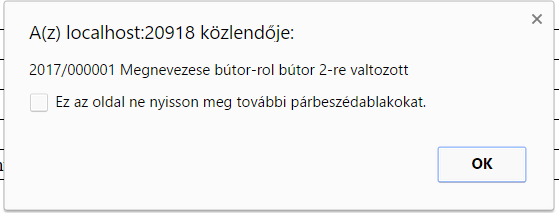 A(z) localhost:20918 közlendője:
2017/000001 Megnevezese bútor-rol bútor 2-re valtozott
Ez az oldal ne nyisson meg további párbeszédablakokat.
OK